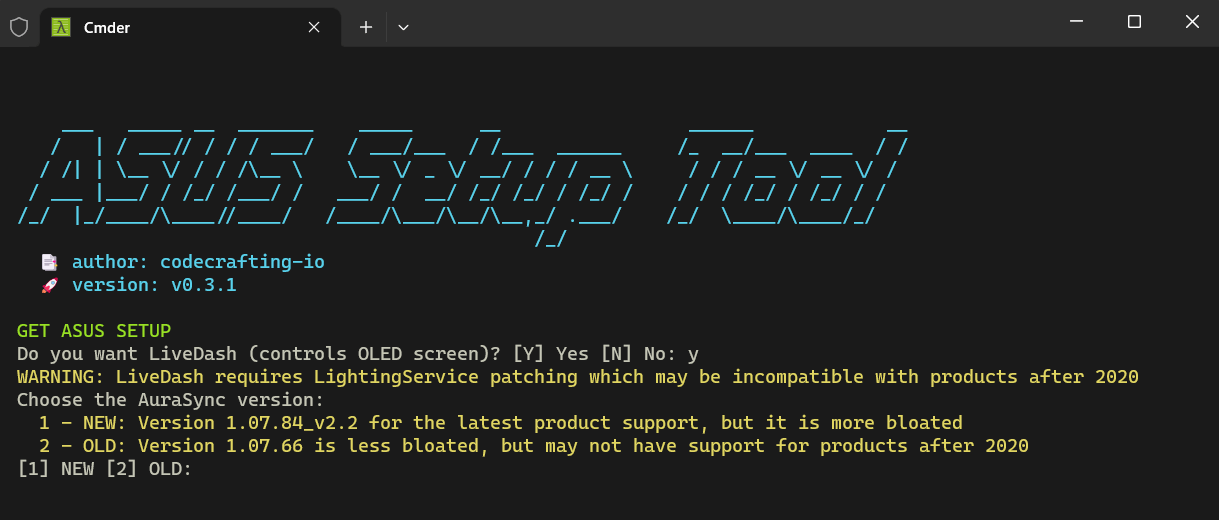 Cmder
ASUS Setup Tool
author: codecrafting-io
version: v0.3.1
GET ASUS SETUP
Do you want LiveDash (controls OLED screen)? [Y] Yes [N] No: y
WARNING: LiveDash requires LightingService patching which may be incompatible with products after 2020
Choose the AuraSync version:
1 - NEW: Version 1.07.84_v2.2 for the latest product support, but it is more bloated
2 - OLD: Version 1.07.66 is less bloated, but may not have support for products after 2020
[1] NEW [2] OLD: